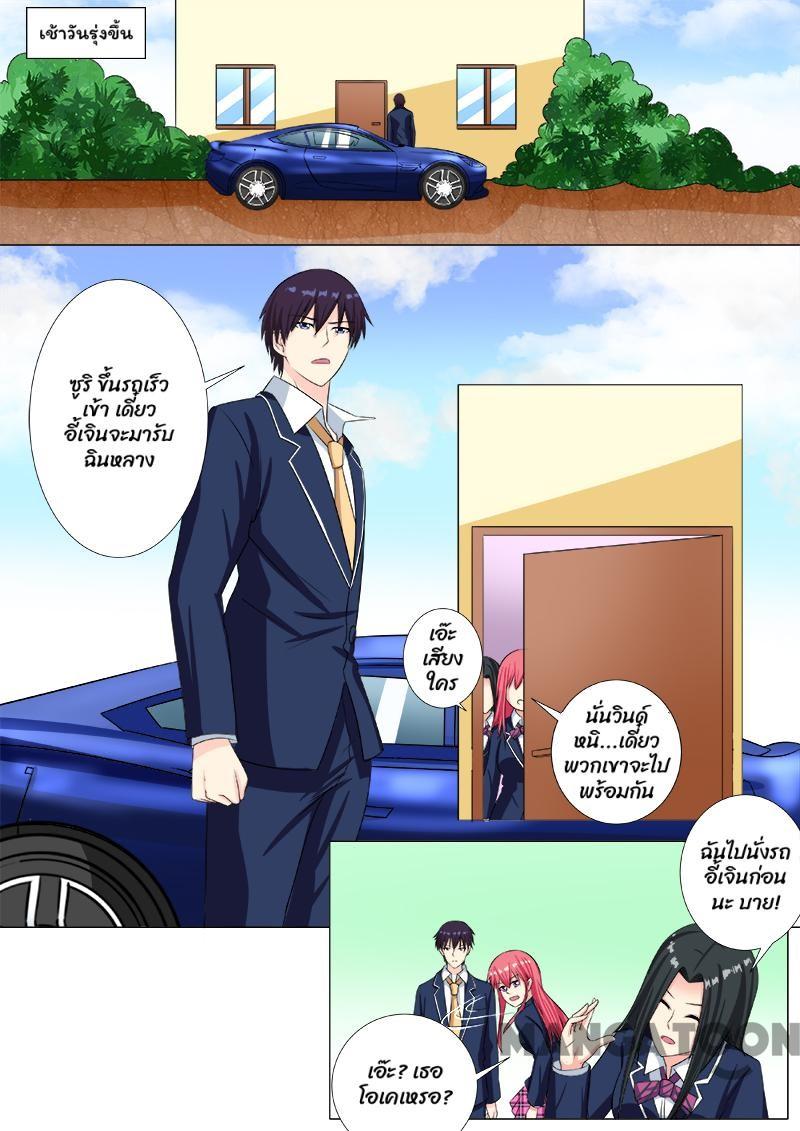 เช้าวันรุ่งขึ้น
ซูริ ขึ้นรถเร็ว
เข้า เดี๋ยว
อี้เจินจะมารับ
ฉินหลาง
เอ๊ะ
เสียง
ใคร
นั่นวินด์
หนิ...เดี๋ยว
พวกเขาจะไป
พร้อมกัน
ฉันไปนั่งรถ
อี้เจินก่อน
นะ บาย!
เอ๊ะ? เธอ
โอเคเหรอ?
MANGATOON